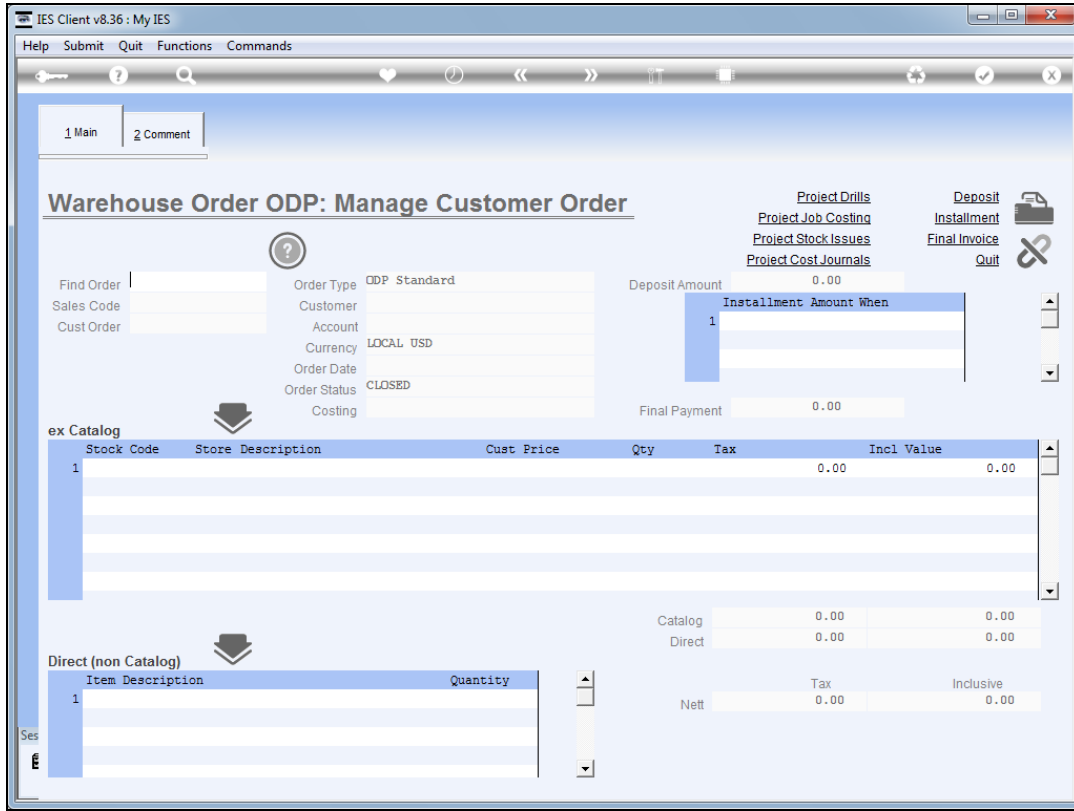 IES Client v8.36 : My IES
Help Submit Quit Functions Commands
1 Main 2 Comment
Warehouse Order ODP: Manage Customer Order
Project Drills Deposit
Project Job Costing Installment
Project Stock Issues Final Invoice
Project Cost Journals Quit
Find Order Order Type ODP Standard Deposit Amount 0.00
Sales Code Customer Installment Amount When
Cust Order Account 1
Currency LOCAL USD
Order Date
Order Status CLOSED
Costing Final Payment 0.00
ex Catalog
Stock Code Store Description Cust Price Qty Tax Incl Value
1 0.00 0.00
Catalog 0.00 0.00
Direct 0.00 0.00
Direct (non Catalog)
Item Description Quantity Tax Inclusive
1 Nett 0.00 0.00
Ses